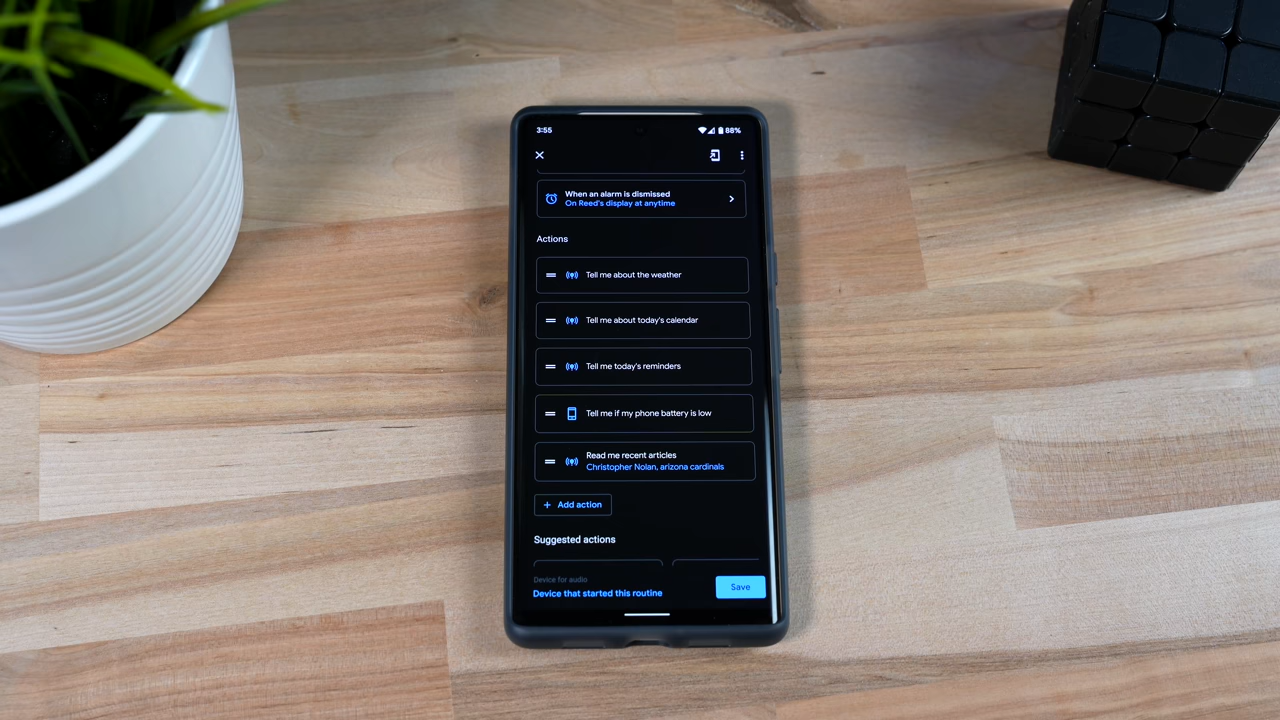 3:55
88%
When an alarm is dismissed
On Reed's display at anytime
Actions
Tell me about the weather
Tell me about today's calendar
Tell me today's reminders
Tell me if my phone battery is low
Read me recent articles
Christopher Nolan, arizona cardinals
+ Add action
Suggested actions
Device for audio
Device that started this routine
Save